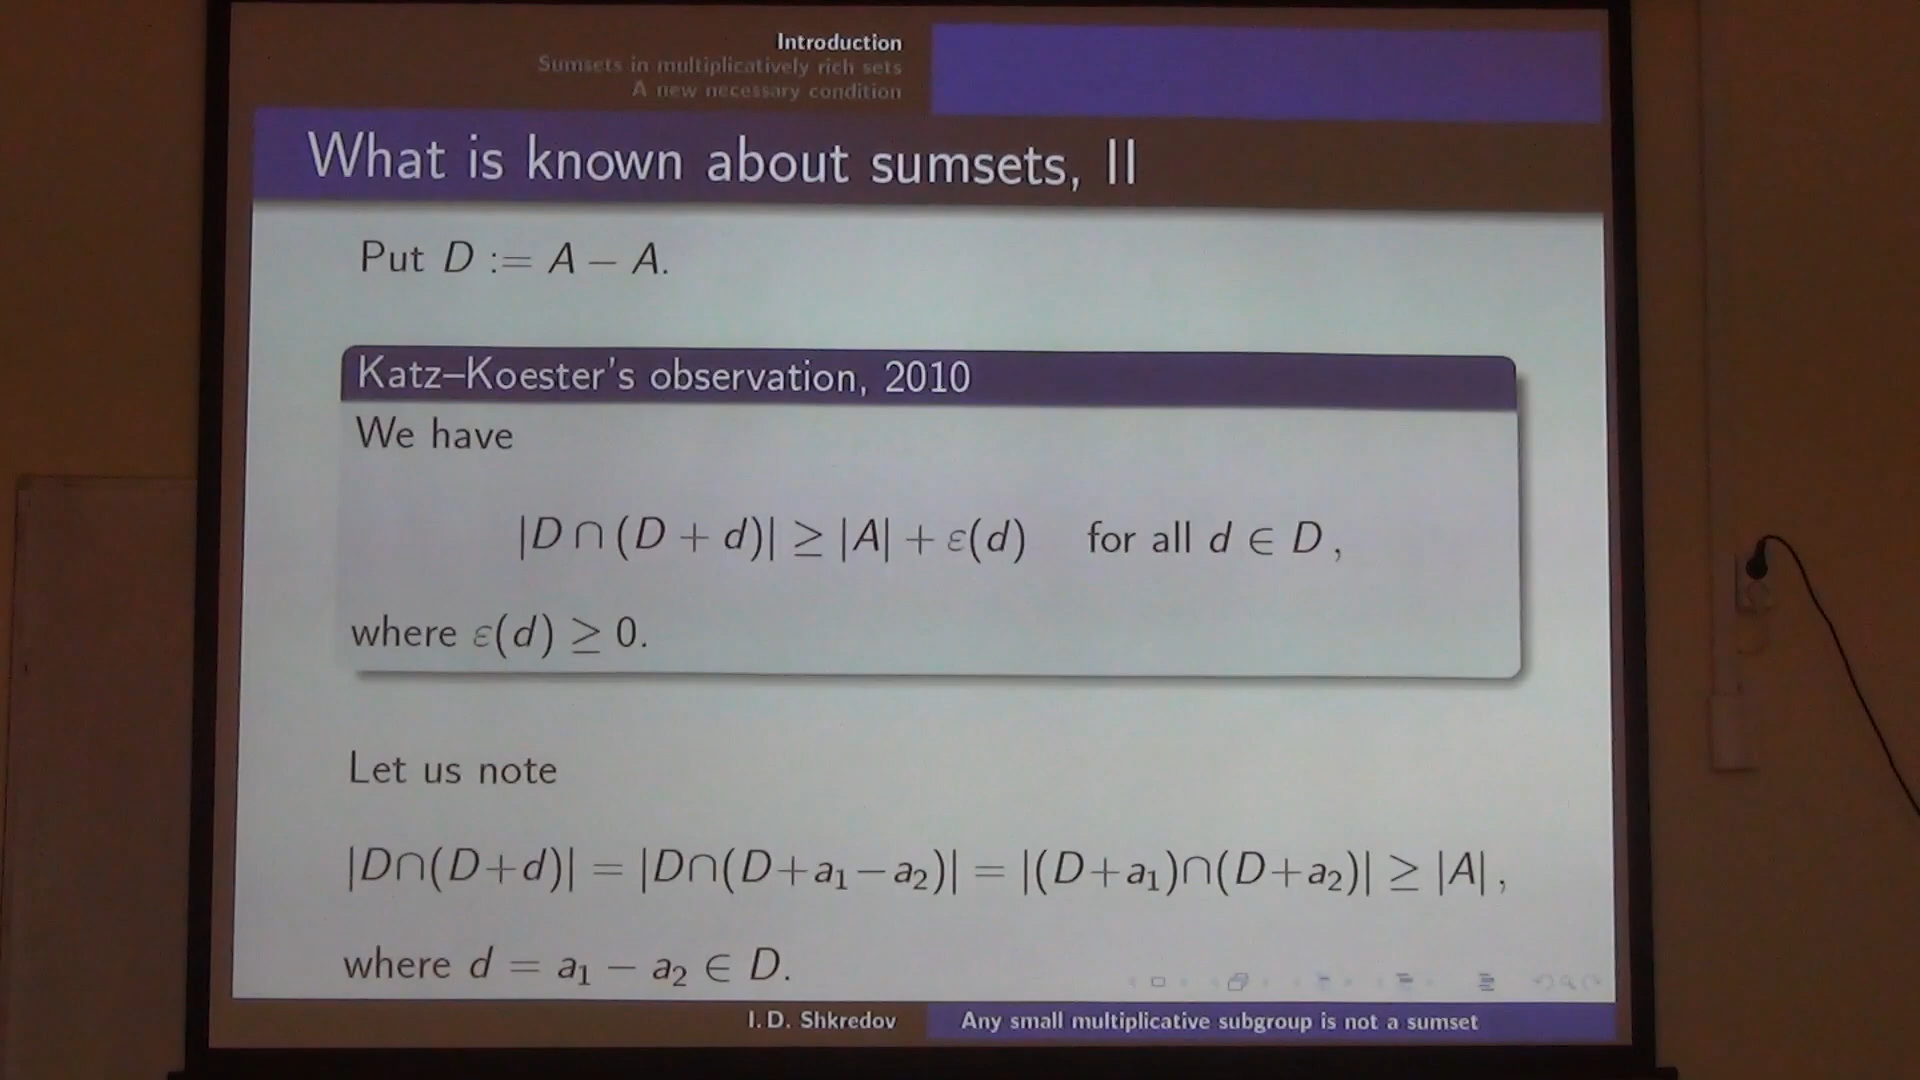 Introduction
Sumsets in multiplicatively rich sets
A new necessary condition
What is known about sumsets, II
Put D := A − A.
Katz–Koester's observation, 2010
We have
|D ∩ (D + d)| ≥ |A| + ε(d) for all d ∈ D ,
where ε(d) ≥ 0.
Let us note
|D∩(D+d)| = |D∩(D+a₁−a₂)| = |(D+a₁)∩(D+a₂)| ≥ |A| ,
where d = a₁ − a₂ ∈ D.
I. D. Shkredov Any small multiplicative subgroup is not a sumset